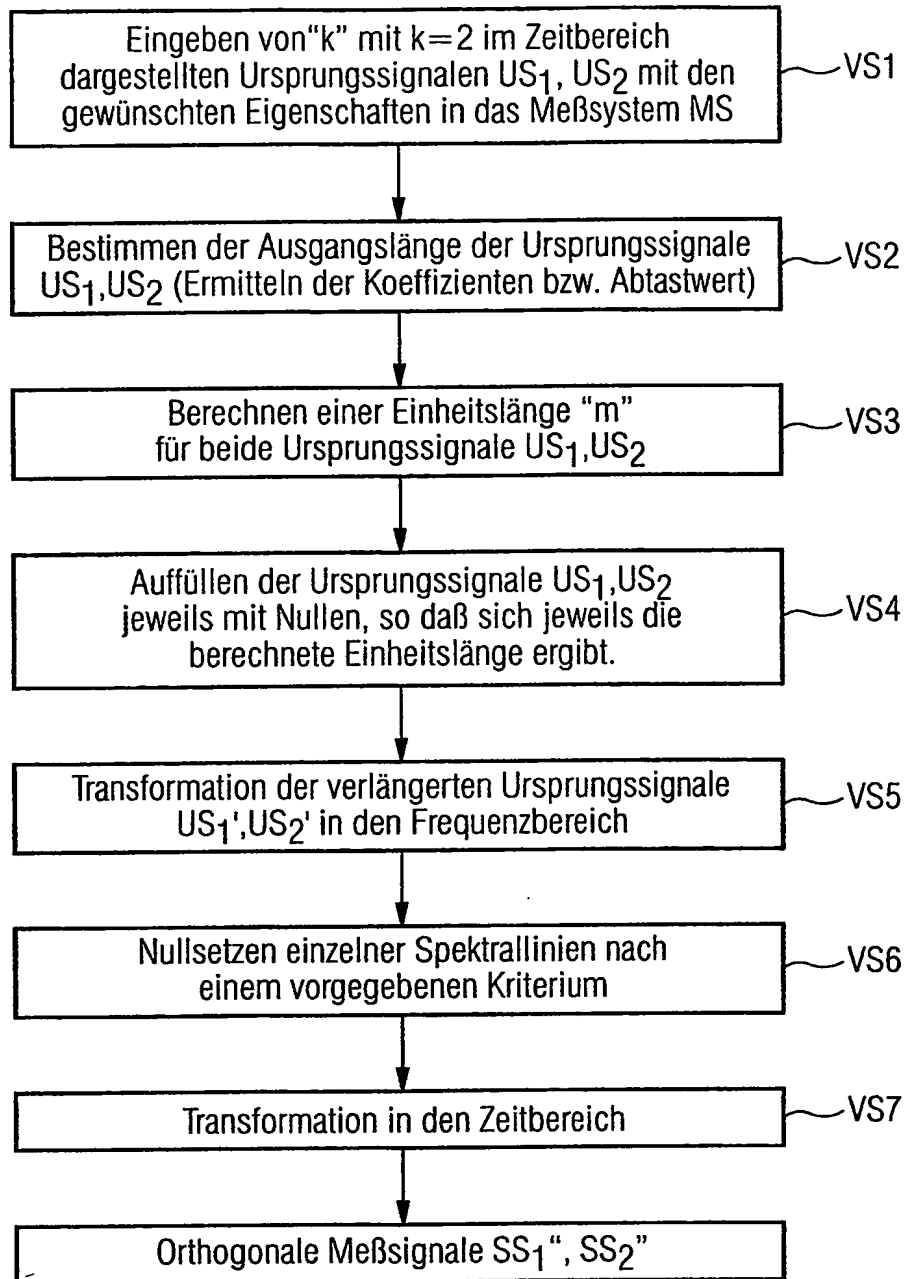 Eingeben von“k” mit k=2 im Zeitbereich
dargestellten Ursprungssignalen US1, US2 mit den
gewünschten Eigenschaften in das Meßsystem MS
VS1
Bestimmen der Ausgangslänge der Ursprungssignale
US1,US2 (Ermitteln der Koeffizienten bzw. Abtastwert)
VS2
Berechnen einer Einheitslänge “m”
für beide Ursprungssignale US1,US2
VS3
Auffüllen der Ursprungssignale US1,US2
jeweils mit Nullen, so daß sich jeweils die
berechnete Einheitslänge ergibt.
VS4
Transformation der verlängerten Ursprungssignale
US1',US2' in den Frequenzbereich
VS5
Nullsetzen einzelner Spektrallinien nach
einem vorgegebenen Kriterium
VS6
Transformation in den Zeitbereich
VS7
Orthogonale Meßsignale SS1“, SS2”